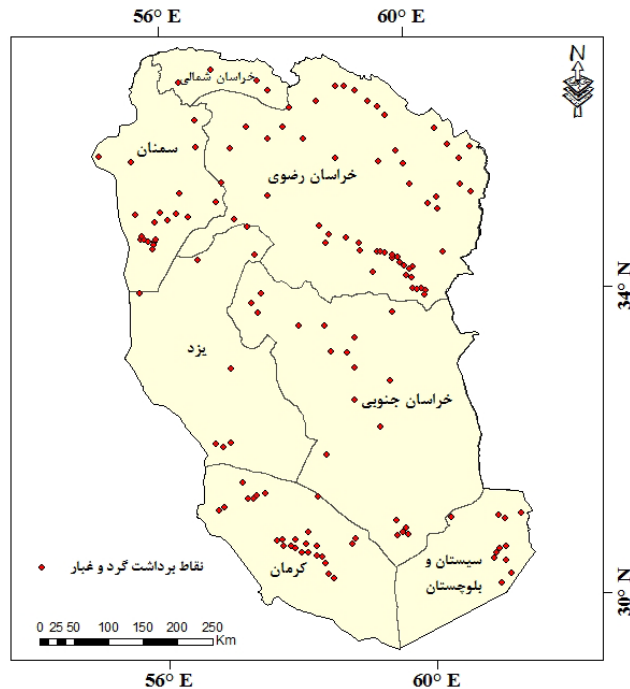 56° E
60° E
N
خراسان شمالی
سمنان
خراسان رضوی
34° N
یزد
خراسان جنوبی
نقاط برداشت گرد و غبار
کرمان
سیستان و
بلوچستان
30° N
0 25 50 100 150 200 250
Km
56° E
60° E